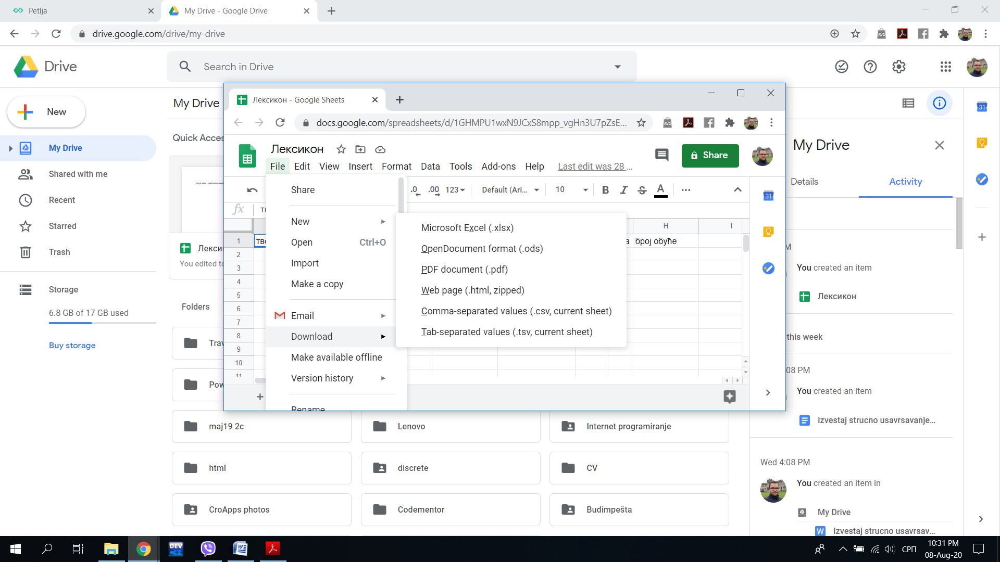 Petlja
My Drive - Google Drive
drive.google.com/drive/my-drive
Drive
Search in Drive
New
My Drive
Shared with me
Recent
Starred
Trash
Storage
6.8 GB of 17 GB used
Buy storage
My Drive
Quick Acces
You edited to
Folders
Лексикон - Google Sheets
docs.google.com/spreadsheets/d/1GHMPU1wxN9JCxS8mpp_vgHn3U7pZsE...
Лексикон
Share
File Edit View Insert Format Data Tools Add-ons Help Last edit was 28 ...
.0 .00 123 Default (Ari... 10 B I S A
fx
H I
1 број обуће
2
3
4
5
6
7
8
9
10
11
Share
New
Open Ctrl+O
Import
Make a copy
Email
Download
Make available offline
Version history
Rename
Microsoft Excel (.xlsx)
OpenDocument format (.ods)
PDF document (.pdf)
Web page (.html, zipped)
Comma-separated values (.csv, current sheet)
Tab-separated values (.tsv, current sheet)
maj19 2c
Lenovo
Internet programiranje
html
discrete
CV
CroApps photos
Codementor
Budimpešta
My Drive
Details Activity
You created an item
Лексикон
this week
08 PM
You created an item
Izvestaj strucno usavrsavanje...
Wed 4:08 PM
You created an item in
My Drive
Izvestaj strucno usavrsav...
31
31
AVG
AVG
DEV C++
СРП
10:31 PM
08-Aug-20